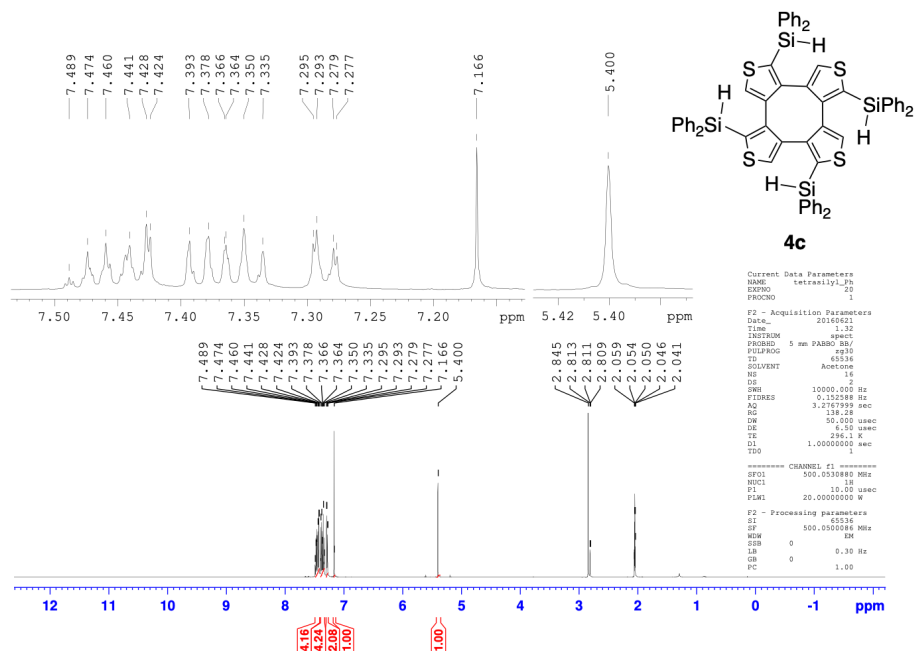 7.489
7.474
7.460
7.441
7.428
7.424
7.393
7.378
7.366
7.364
7.350
7.335
7.295
7.293
7.279
7.277
7.166
5.400
7.50 7.45 7.40 7.35 7.30 7.25 7.20 ppm
5.42 5.40 ppm
Ph2
Si H
S S
H
Ph2Si
SiPh2
H
S S
H Si
Ph2
4c
7.489
7.474
7.460
7.441
7.428
7.424
7.393
7.378
7.366
7.364
7.350
7.335
7.295
7.293
7.279
7.277
7.166
5.400
2.845
2.813
2.811
2.809
2.059
2.054
2.050
2.046
2.041
Current Data Parameters
NAME tetrasilyl_Ph
EXPNO 20
PROCNO 1
F2 - Acquisition Parameters
Date_ 20160621
Time 1.32
INSTRUM spect
PROBHD 5 mm PABBO BB/
PULPROG zg30
TD 65536
SOLVENT Acetone
NS 16
DS 2
SWH 10000.000 Hz
FIDRES 0.152588 Hz
AQ 3.2767999 sec
RG 138.28
DW 50.000 usec
DE 6.50 usec
TE 296.1 K
D1 1.00000000 sec
TD0 1
======== CHANNEL f1 ========
SFO1 500.0530880 MHz
NUC1 1H
P1 10.00 usec
PLW1 20.00000000 W
F2 - Processing parameters
SI 65536
SF 500.0500086 MHz
WDW EM
SSB 0
LB 0.30 Hz
GB 0
PC 1.00
12 11 10 9 8 7 6 5 4 3 2 1 0 -1 ppm
4.16
4.24
2.08
1.00
1.00